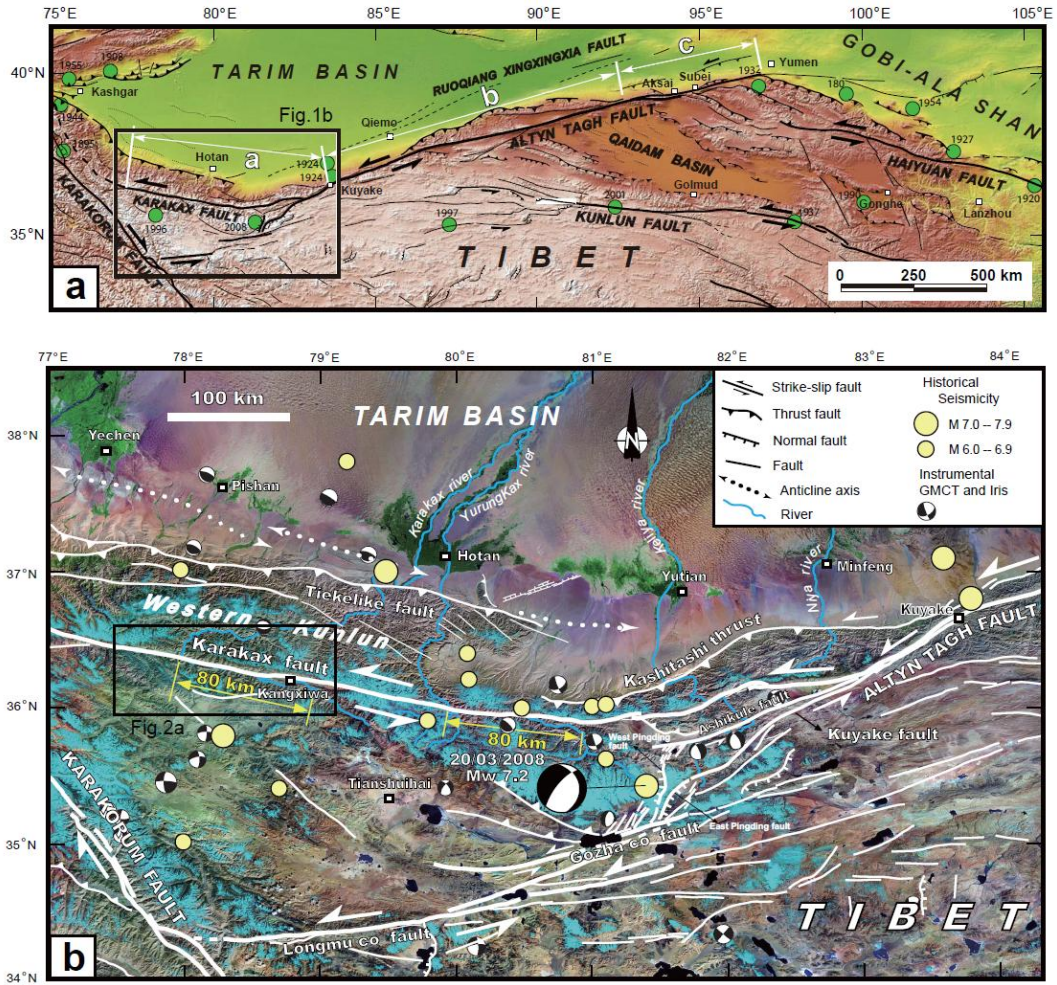 75°E 80°E 85°E 90°E 95°E 100°E 105°E
40°N
35°N
1955
1908
Kashgar
1944
1895
TARIM BASIN
RUOQIANG XINGXINGXIA FAULT
c
b
Fig.1b
a
Hotan
1924
1924
Kuyake
Qiemo
KARAKAX FAULT
1996
2008
KARAKORUM FAULT
ALTYN TAGH FAULT
Aksai
Subei
1932
Yumen
GOBI-ALA SHAN
180
1954
1927
QAIDAM BASIN
Golmud
2001
1997
KUNLUN FAULT
1937
1990
Gonghe
HAIYUAN FAULT
Lanzhou
1920
TIBET
0 250 500 km
a
77°E 78°E 79°E 80°E 81°E 82°E 83°E 84°E
38°N
37°N
36°N
35°N
34°N
100 km
TARIM BASIN
N
Strike-slip fault
Thrust fault
Normal fault
Fault
Anticline axis
River
Historical
Seismicity
M 7.0 -- 7.9
M 6.0 -- 6.9
Instrumental
GMCT and Iris
Yechen
Pishan
Karakax river
YurungKax river
Keliya river
Niya river
Hotan
Yutian
Minfeng
Kuyake
Tiekelike fault
Western Kunlun
Karakax fault
80 km
Kangxiwa
Fig.2a
Kashitashi thrust
ALTYN TAGH FAULT
Ashikule fault
Kuyake fault
80 km
West Pingding
fault
20/03/2008
Mw 7.2
Tianshuihai
East Pingding fault
Gozha co fault
KARAKORUM FAULT
Longmu co fault
TIBET
b